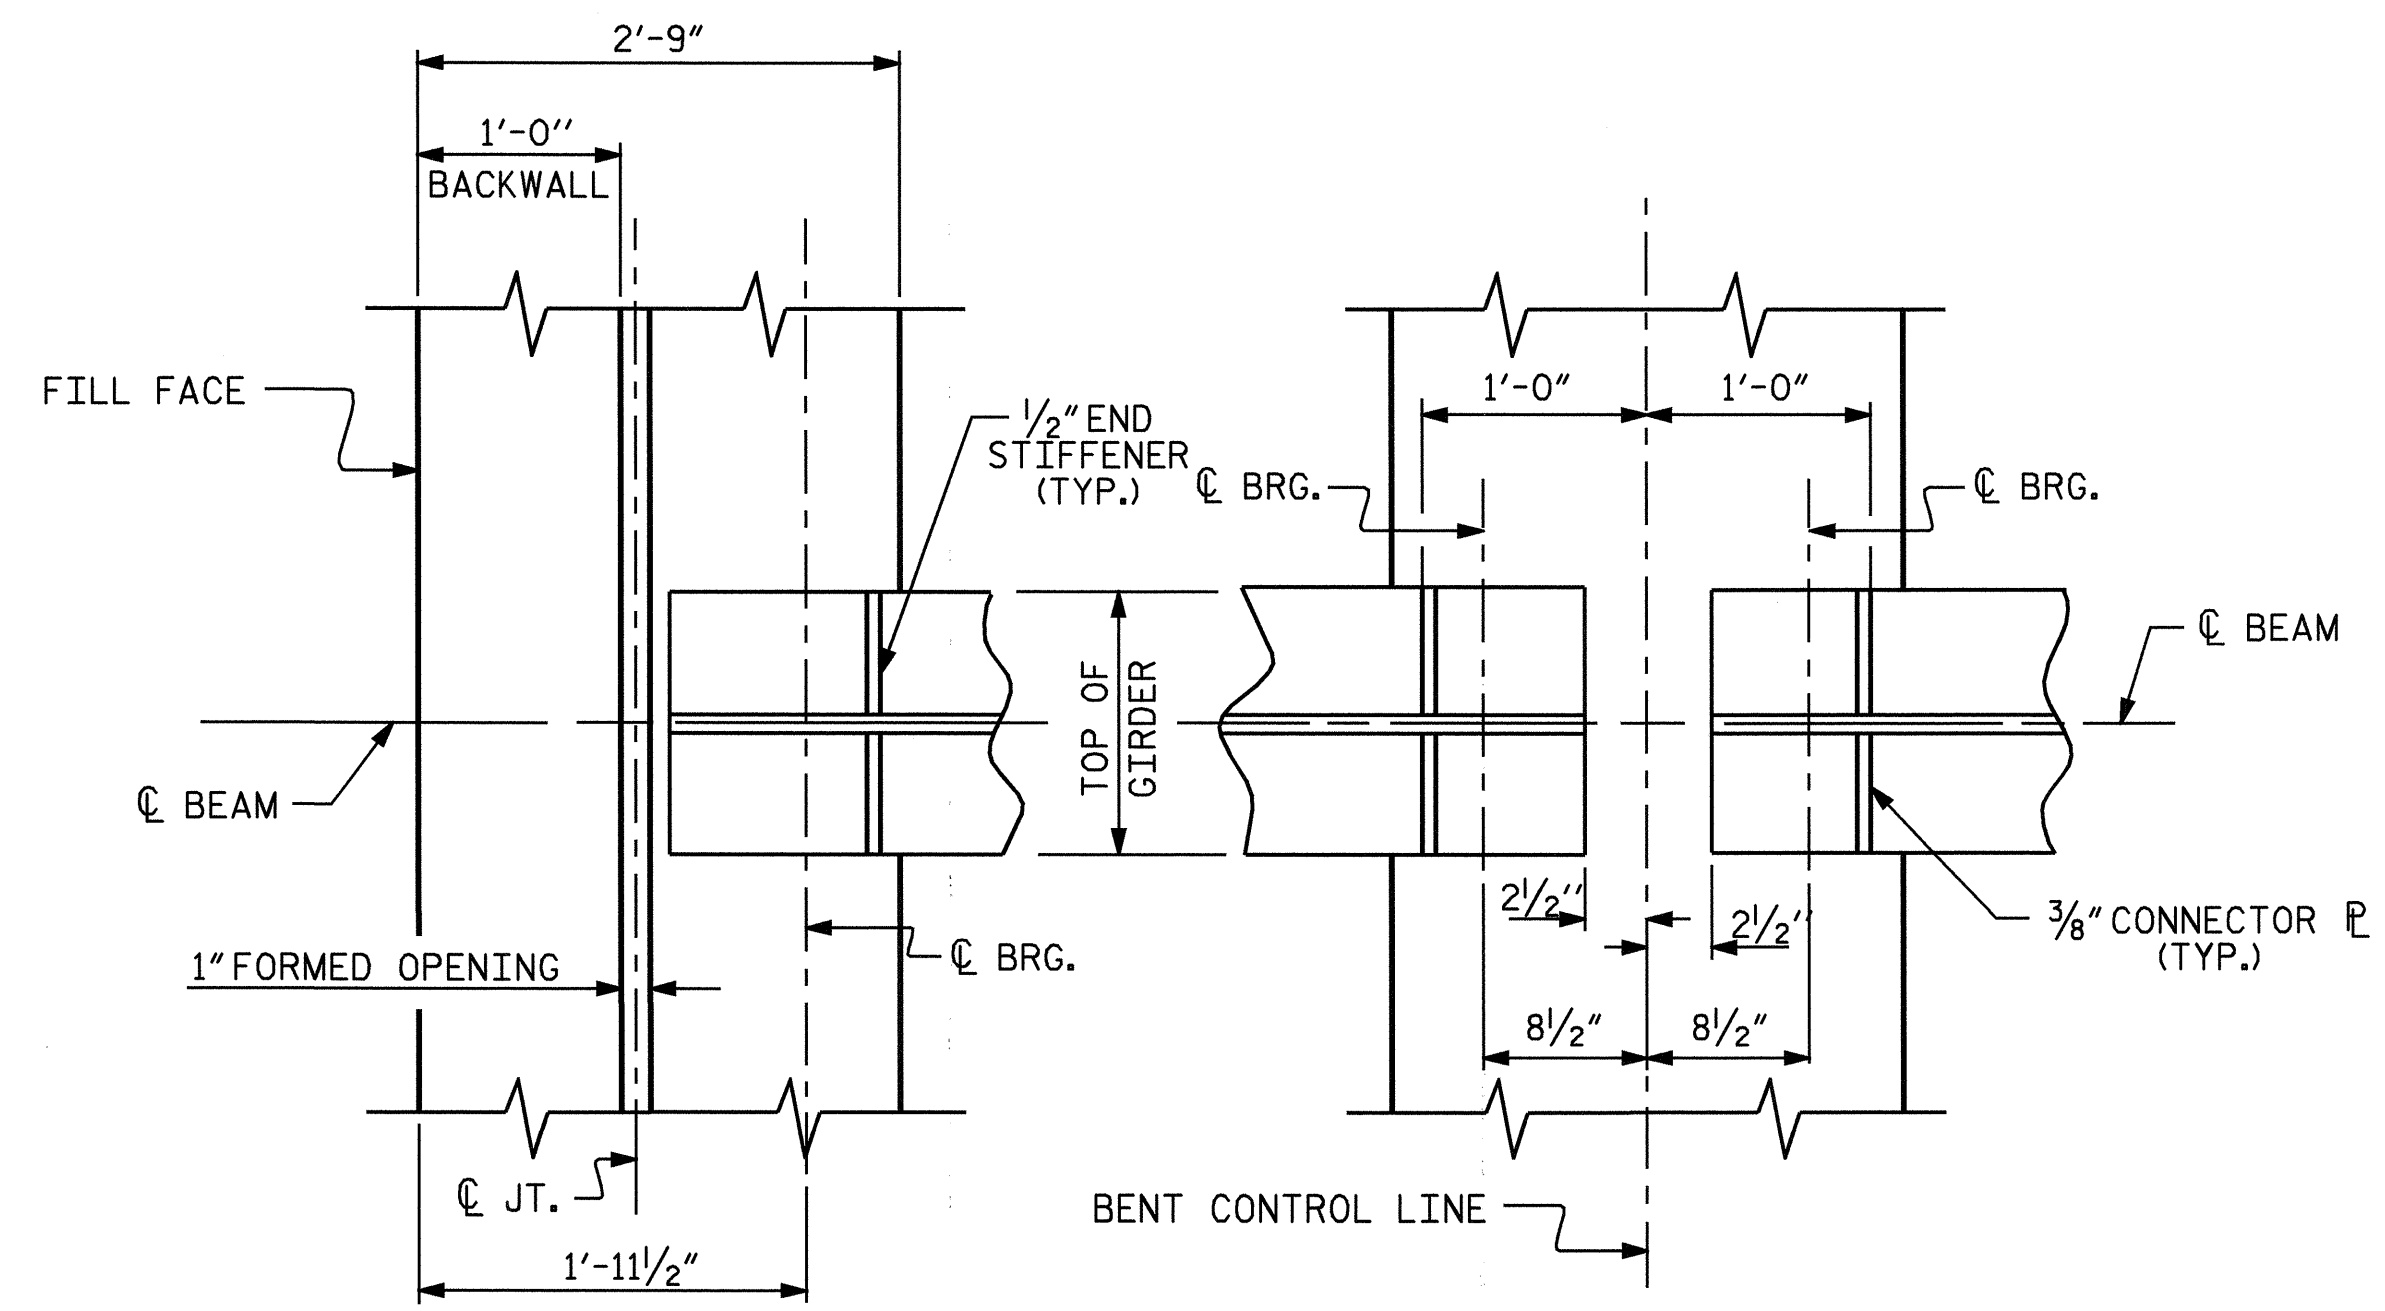 2'-9"
1'-0"
BACKWALL
FILL FACE
1/2" END
STIFFENER
(TYP.)
℄ BRG.
1'-0"
1'-0"
℄ BRG.
℄ BEAM
TOP OF
GIRDER
℄ BEAM
2 1/2"
2 1/2"
3/8" CONNECTOR ⅊
(TYP.)
℄ BRG.
1" FORMED OPENING
8 1/2"
8 1/2"
℄ JT.
BENT CONTROL LINE
1'-11 1/2"